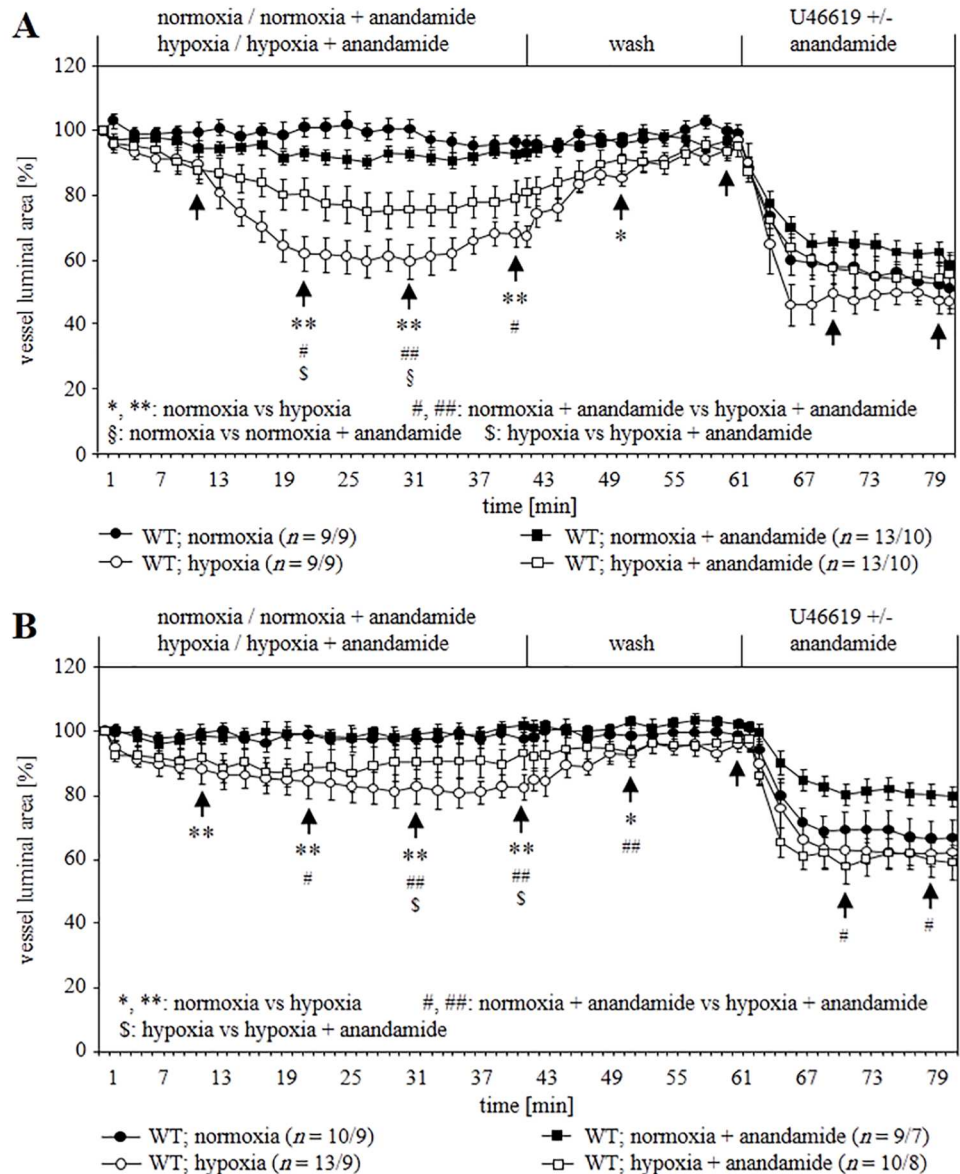 A
normoxia / normoxia + anandamide
hypoxia / hypoxia + anandamide
wash
U46619 +/-
anandamide
120
100
80
60
40
20
0
vessel luminal area [%]
*
**
**
**
#
##
#
$
§
*, **: normoxia vs hypoxia
#, ##: normoxia + anandamide vs hypoxia + anandamide
§: normoxia vs normoxia + anandamide
$: hypoxia vs hypoxia + anandamide
1 7 13 19 25 31 37 43 49 55 61 67 73 79
time [min]
WT; normoxia (n = 9/9)
WT; normoxia + anandamide (n = 13/10)
WT; hypoxia (n = 9/9)
WT; hypoxia + anandamide (n = 13/10)
B
normoxia / normoxia + anandamide
hypoxia / hypoxia + anandamide
wash
U46619 +/-
anandamide
120
100
80
60
40
20
0
vessel luminal area [%]
**
**
**
**
*
#
##
##
##
$
$
#
#
*, **: normoxia vs hypoxia
#, ##: normoxia + anandamide vs hypoxia + anandamide
$: hypoxia vs hypoxia + anandamide
1 7 13 19 25 31 37 43 49 55 61 67 73 79
time [min]
WT; normoxia (n = 10/9)
WT; normoxia + anandamide (n = 9/7)
WT; hypoxia (n = 13/9)
WT; hypoxia + anandamide (n = 10/8)